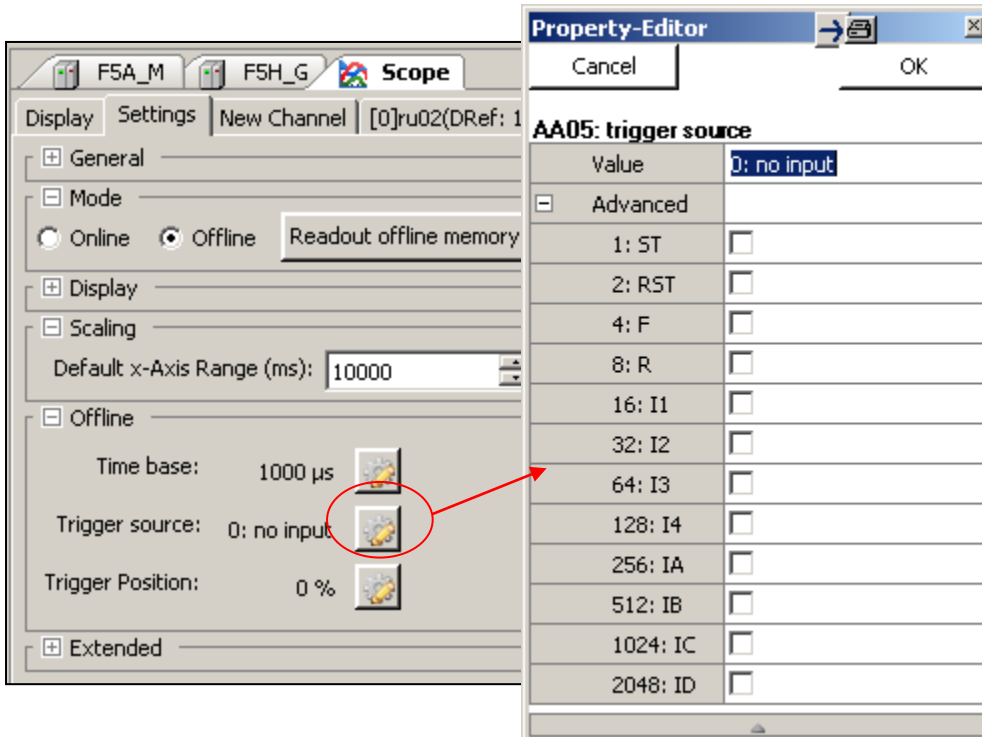 F5A_M F5H_G Scope
Display Settings New Channel [0]ru02(DRef: 1
General
Mode
Online Offline Readout offline memory
Display
Scaling
Default x-Axis Range (ms): 10000
Offline
Time base: 1000 µs
Trigger source: 0: no input
Trigger Position: 0 %
Extended
Property-Editor
Cancel OK
AA05: trigger source
Value 0: no input
Advanced
1: ST
2: RST
4: F
8: R
16: I1
32: I2
64: I3
128: I4
256: IA
512: IB
1024: IC
2048: ID